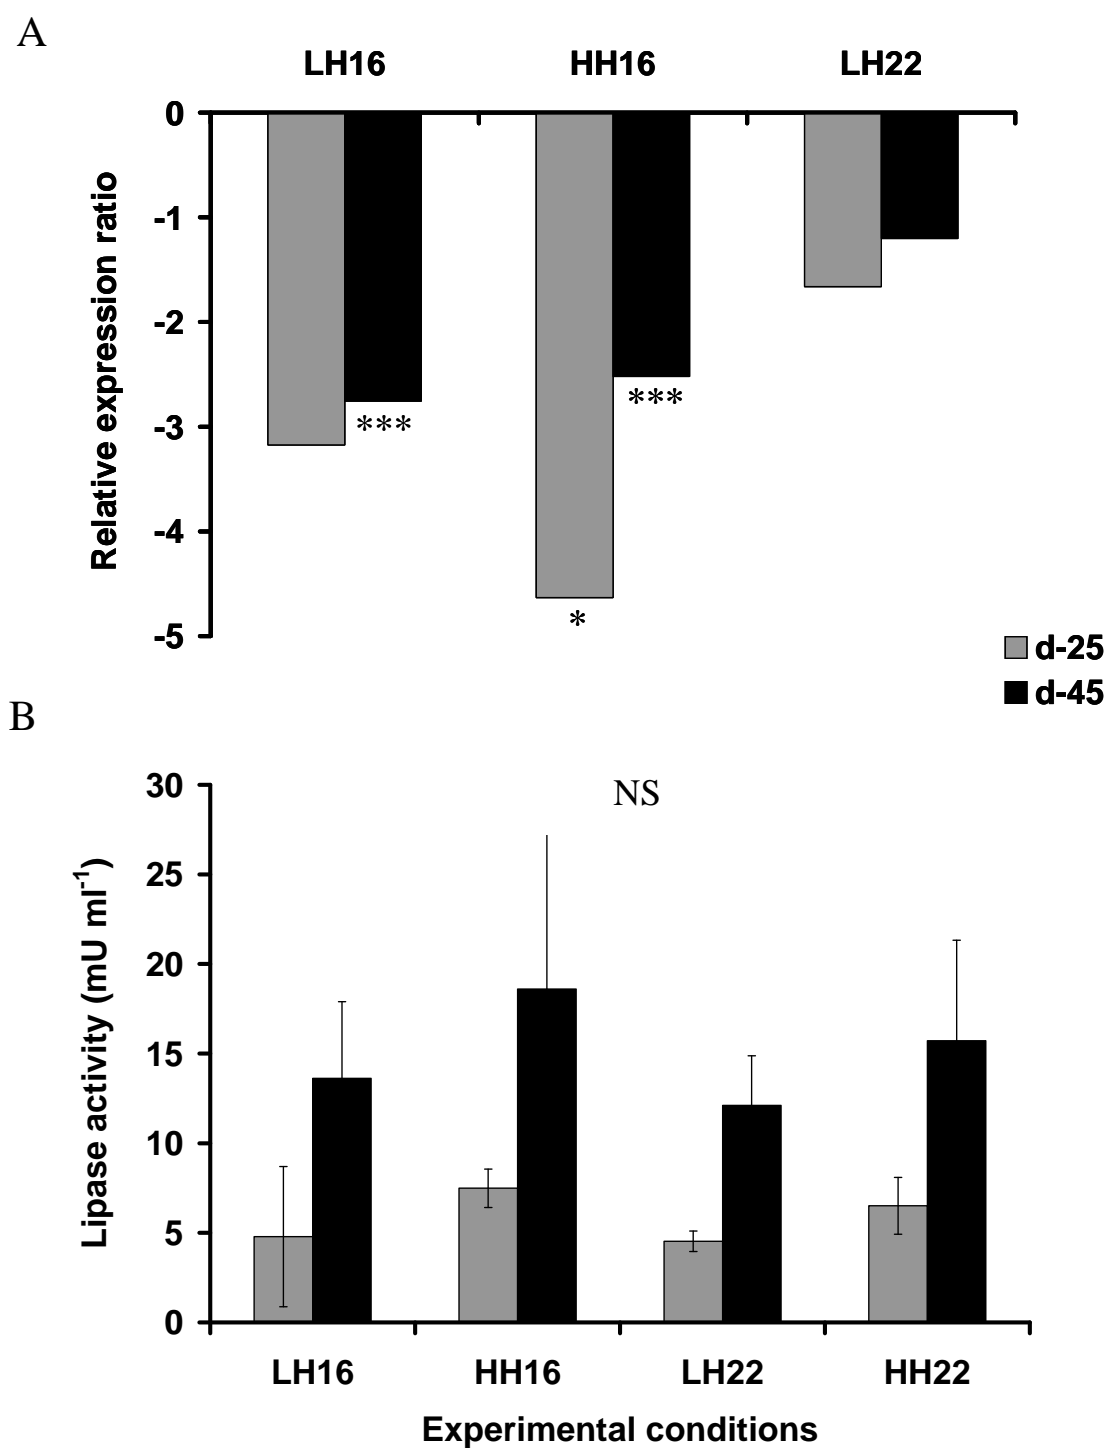 A
LH16 HH16 LH22
Relative expression ratio
0
-1
-2
-3
-4
-5
***
***
*
d-25
d-45
B
NS
Lipase activity (mU ml⁻¹)
30
25
20
15
10
5
0
LH16 HH16 LH22 HH22
Experimental conditions